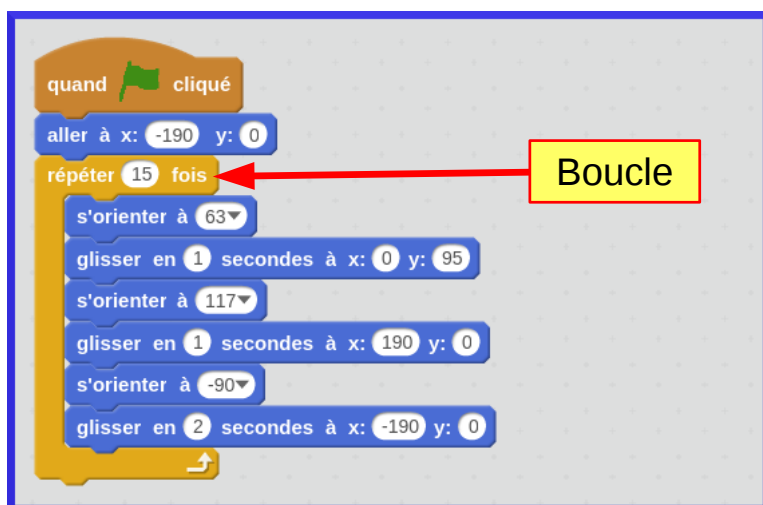 quand cliqué
aller à x: -190 y: 0
répéter 15 fois
Boucle
s'orienter à 63
glisser en 1 secondes à x: 0 y: 95
s'orienter à 117
glisser en 1 secondes à x: 190 y: 0
s'orienter à -90
glisser en 2 secondes à x: -190 y: 0